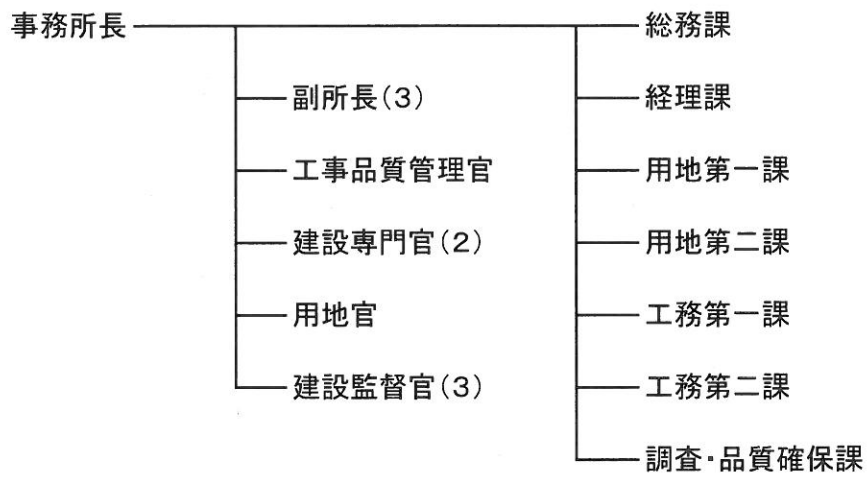 事務所長
総務課
副所長(3)
経理課
工事品質管理官
用地第一課
建設専門官(2)
用地第二課
用地官
工務第一課
建設監督官(3)
工務第二課
調査・品質確保課